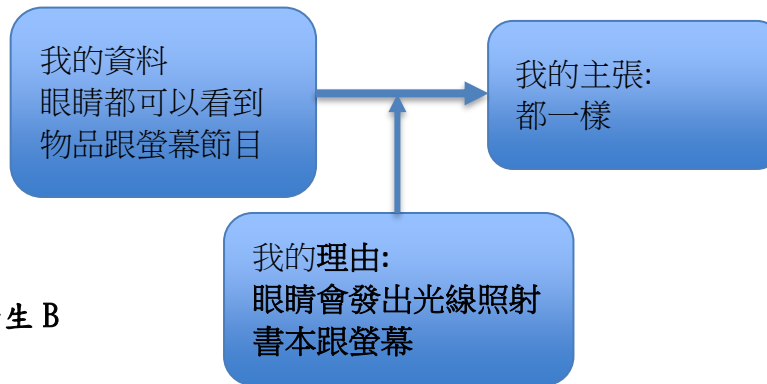 我的資料
眼睛都可以看到
物品跟螢幕節目
我的主張:
都一樣
我的理由:
眼睛會發出光線照射
書本跟螢幕
生 B